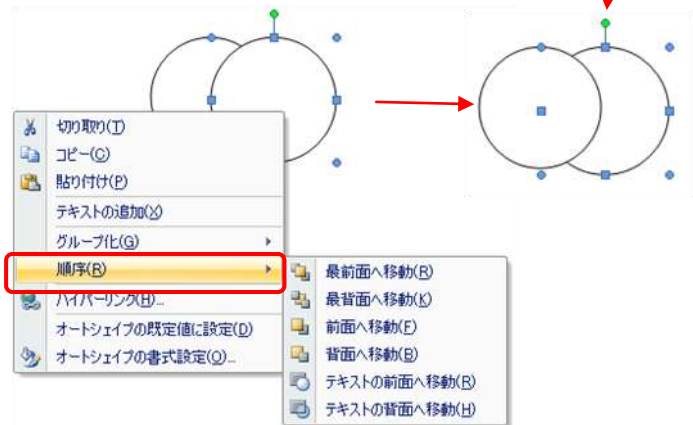 切り取り(T)
コピー(C)
貼り付け(P)
テキストの追加(X)
グループ化(G)
順序(R)
ハイパーリンク(H)...
オートシェイプの既定値に設定(D)
オートシェイプの書式設定(O)...
最前面へ移動(R)
最背面へ移動(K)
前面へ移動(F)
背面へ移動(B)
テキストの前面へ移動(R)
テキストの背面へ移動(H)